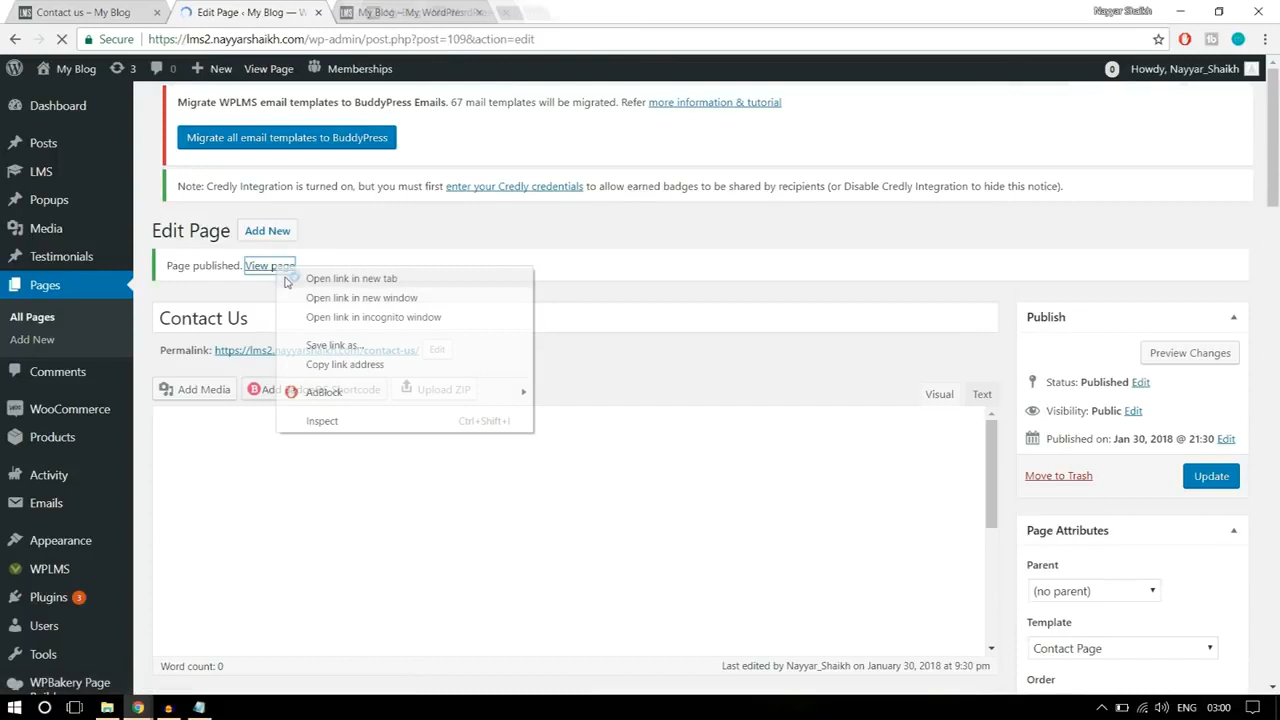 Contact us – My Blog
Edit Page ‹ My Blog — W
My Blog – My WordPre
Nayyar Shaikh
Secure https://lms2.nayyarshaikh.com/wp-admin/post.php?post=109&action=edit
My Blog 3 0 New View Page Memberships 0 Howdy, Nayyar_Shaikh
Migrate WPLMS email templates to BuddyPress Emails. 67 mail templates will be migrated. Refer more information & tutorial
Migrate all email templates to BuddyPress
Note: Credly Integration is turned on, but you must first enter your Credly credentials to allow earned badges to be shared by recipients (or Disable Credly Integration to hide this notice).
Dashboard
Posts
LMS
Popups
Media
Testimonials
Pages
All Pages
Add New
Comments
WooCommerce
Products
Activity
Emails
Appearance
WPLMS
Plugins 3
Users
Tools
WPBakery Page
Edit Page Add New
Page published. View page
Open link in new tab
Open link in new window
Open link in incognito window
Save link as...
Copy link address
AdBlock
Inspect Ctrl+Shift+I
Contact Us
Permalink: https://lms2.nayyarshaikh.com/contact-us/ Edit
Add Media
Upload ZIP
Visual Text
Word count: 0
Last edited by Nayyar_Shaikh on January 30, 2018 at 9:30 pm
Publish
Preview Changes
Status: Published Edit
Visibility: Public Edit
Published on: Jan 30, 2018 @ 21:30 Edit
Move to Trash Update
Page Attributes
Parent
(no parent)
Template
Contact Page
Order
ENG 03:00